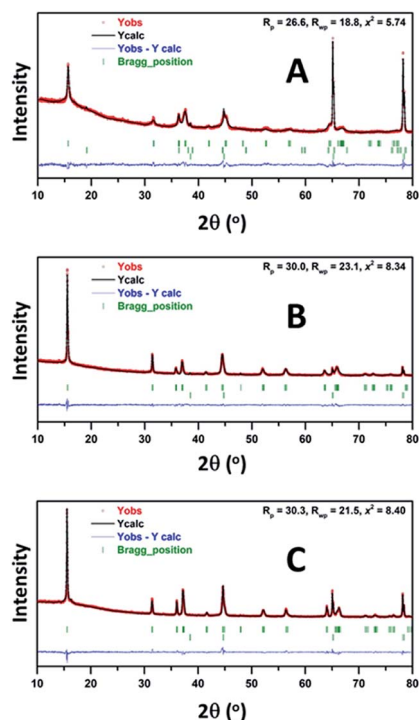 Yobs
Ycalc
Yobs - Y calc
Bragg_position
Rp = 26.6, Rwp = 18.8, x² = 5.74
A
Intensity
10 20 30 40 50 60 70 80
2θ (o)
Yobs
Ycalc
Yobs - Y calc
Bragg_position
Rp = 30.0, Rwp = 23.1, x² = 8.34
B
Intensity
10 20 30 40 50 60 70 80
2θ (o)
Yobs
Ycalc
Yobs - Y calc
Bragg_position
Rp = 30.3, Rwp = 21.5, x² = 8.40
C
Intensity
10 20 30 40 50 60 70 80
2θ (o)